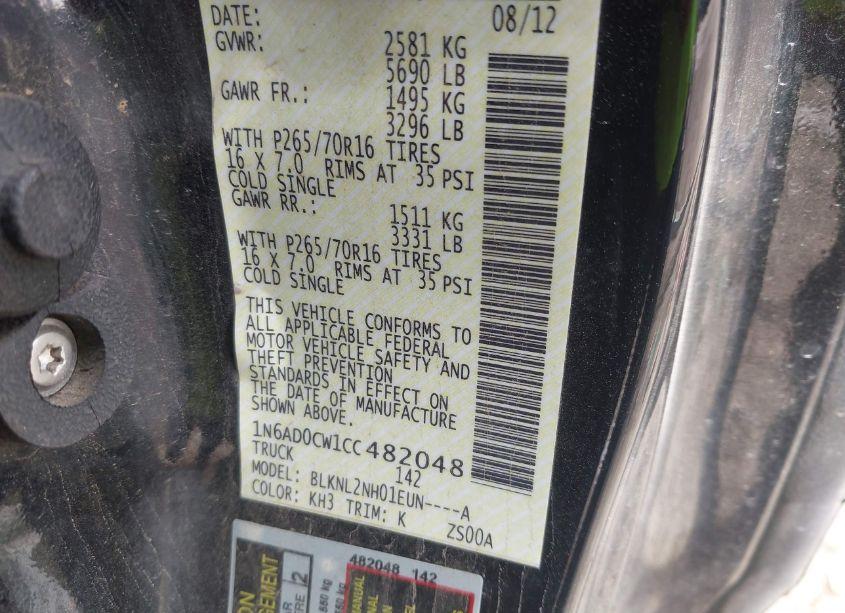 DATE: 08/12
GVWR: 2581 KG
5690 LB
GAWR FR.: 1495 KG
3296 LB
WITH P265/70R16 TIRES
16 X 7.0 RIMS AT 35 PSI
COLD SINGLE
GAWR RR.: 1511 KG
3331 LB
WITH P265/70R16 TIRES
16 X 7.0 RIMS AT 35 PSI
COLD SINGLE
THIS VEHICLE CONFORMS TO
ALL APPLICABLE FEDERAL
MOTOR VEHICLE SAFETY AND
THEFT PREVENTION
STANDARDS IN EFFECT ON
THE DATE OF MANUFACTURE
SHOWN ABOVE.
1N6AD0CW1CC482048
TRUCK 142
MODEL: BLKNL2NH01EUN----A
COLOR: KH3 TRIM: K ZS00A
482048 142
2